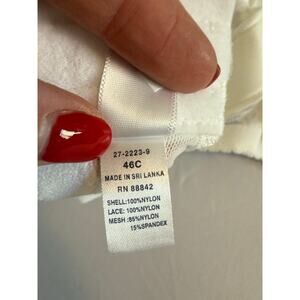 27-2223-9
46C
MADE IN SRI LANKA
RN 88842
SHELL:100%NYLON
LACE: 100%NYLON
MESH: 85%NYLON
15%SPANDEX